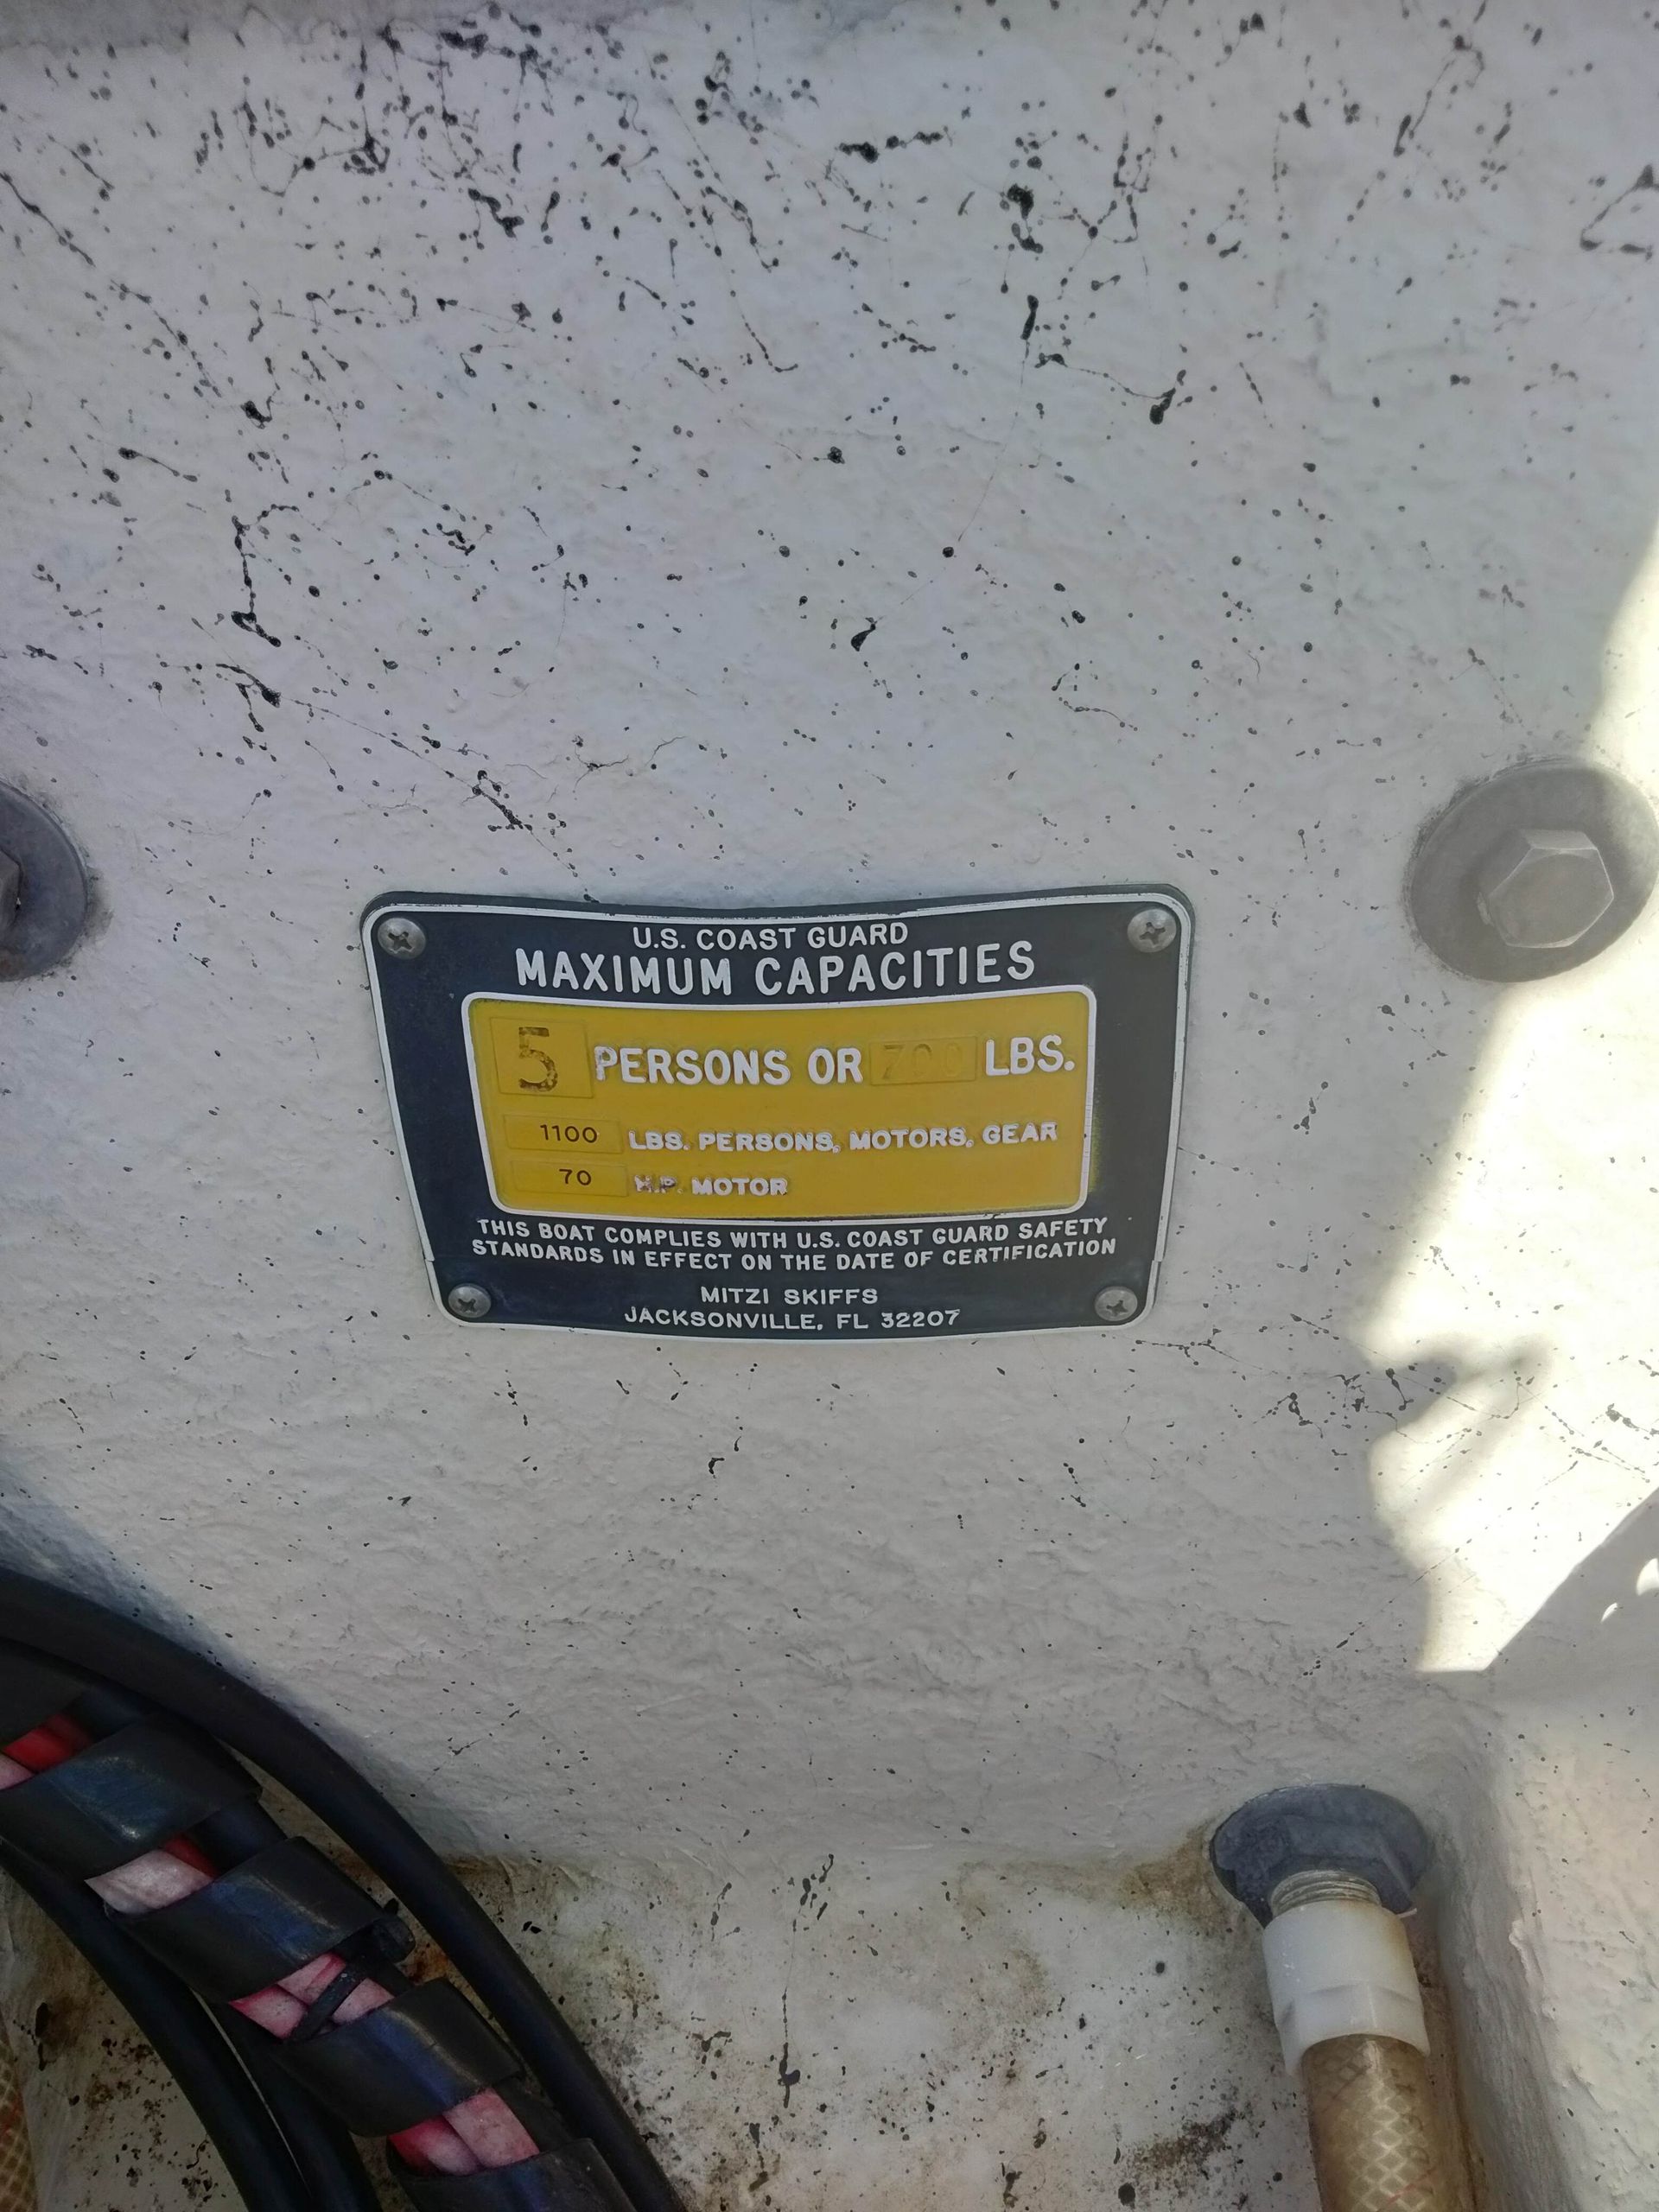 U.S. COAST GUARD
MAXIMUM CAPACITIES
5 PERSONS OR 700 LBS.
1100 LBS. PERSONS, MOTORS, GEAR
70 H.P. MOTOR
THIS BOAT COMPLIES WITH U.S. COAST GUARD SAFETY
STANDARDS IN EFFECT ON THE DATE OF CERTIFICATION
MITZI SKIFFS
JACKSONVILLE, FL 32207